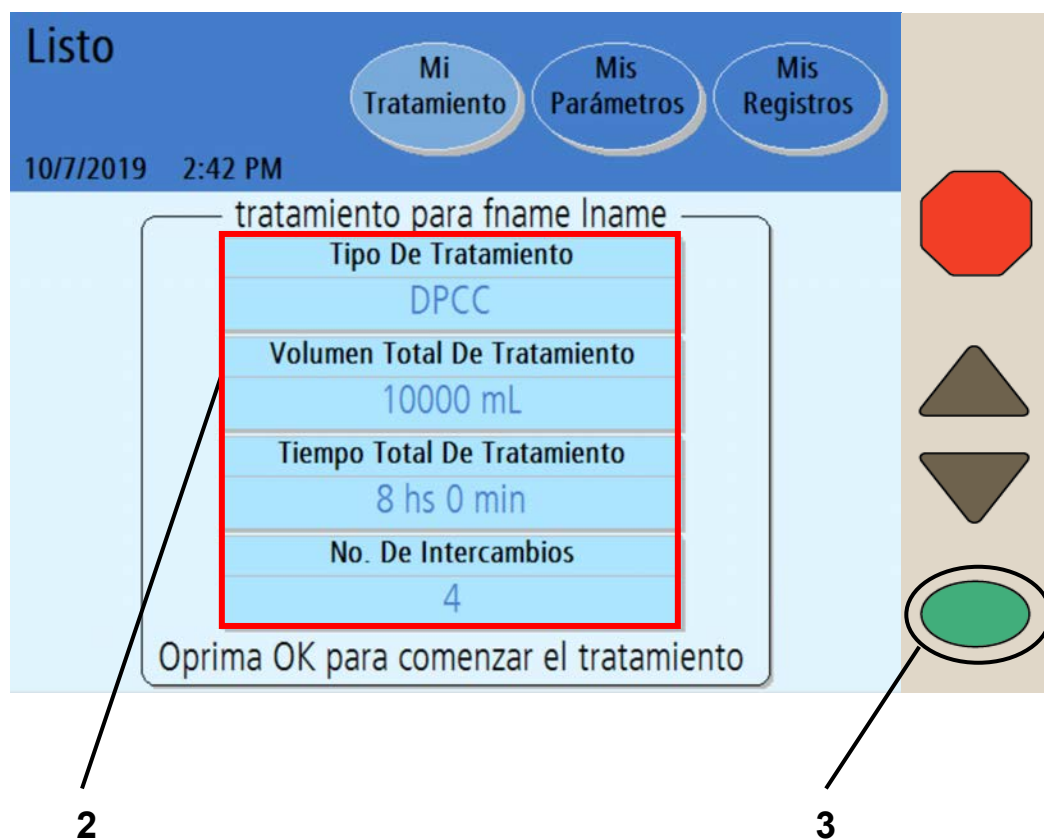 Listo
Mi
Tratamiento
Mis
Parámetros
Mis
Registros
10/7/2019 2:42 PM
tratamiento para fname lname
Tipo De Tratamiento
DPCC
Volumen Total De Tratamiento
10000 mL
Tiempo Total De Tratamiento
8 hs 0 min
No. De Intercambios
4
Oprima OK para comenzar el tratamiento
2
3